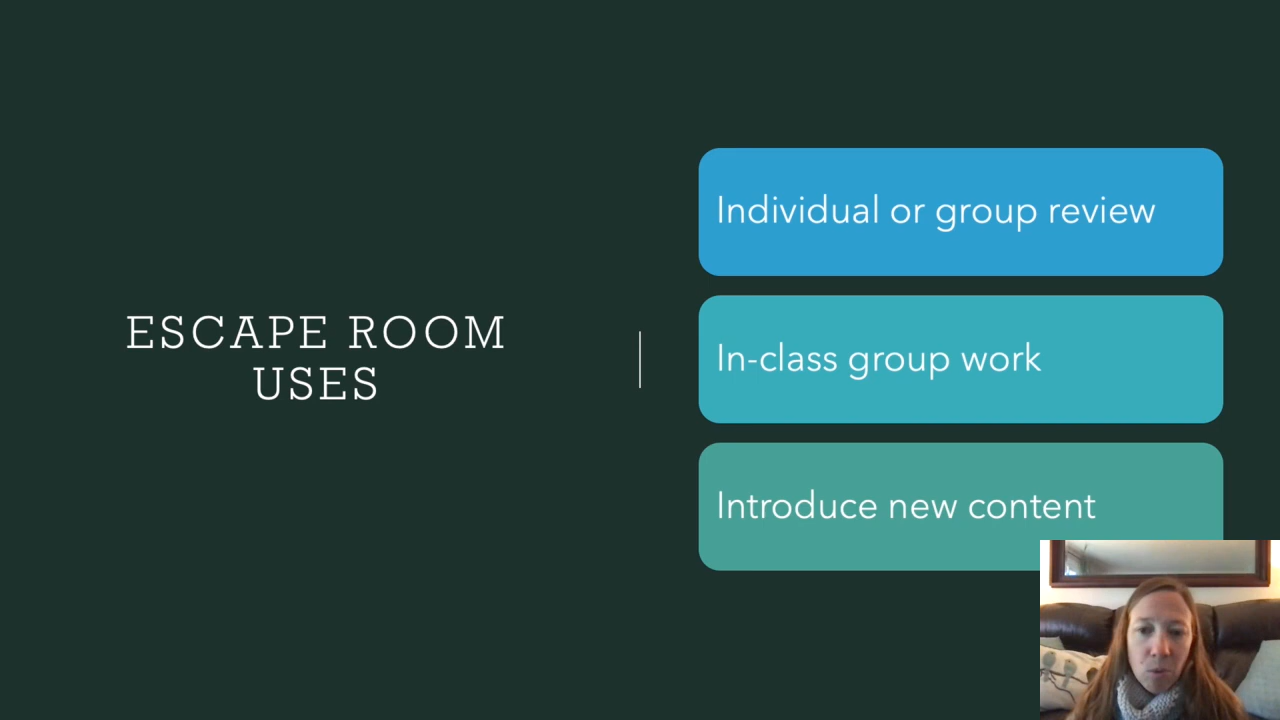 ESCAPE ROOM
USES
Individual or group review
In-class group work
Introduce new content